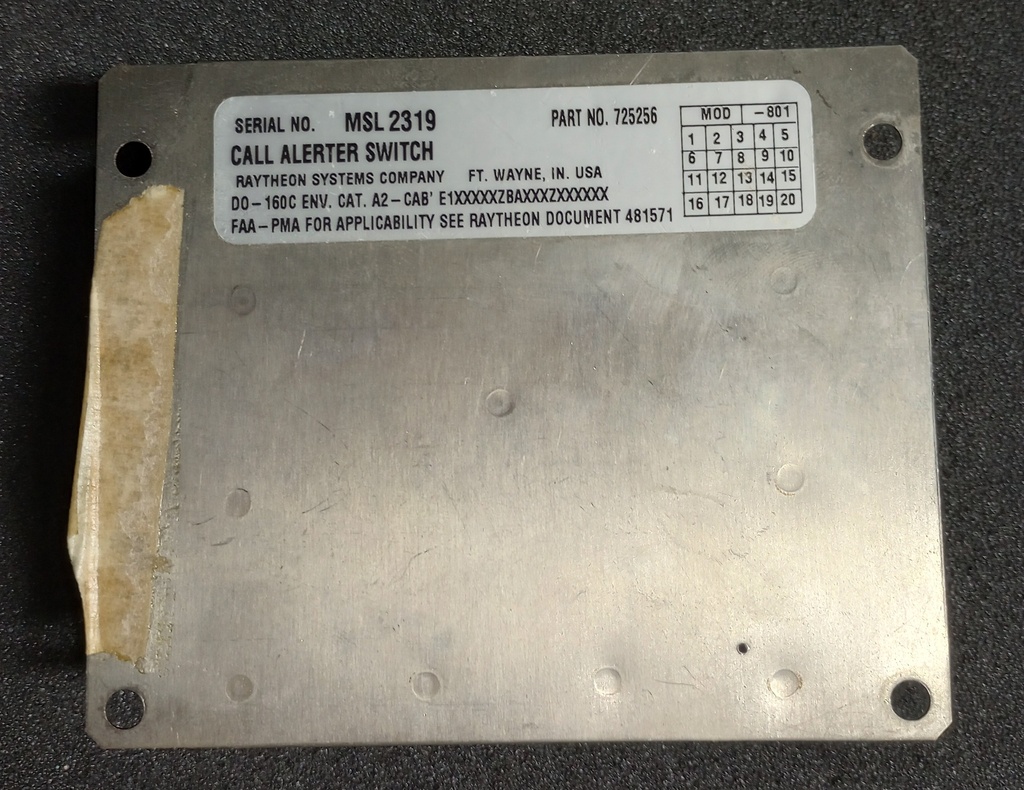 SERIAL NO. MSL 2319 PART NO. 725256
CALL ALERTER SWITCH
RAYTHEON SYSTEMS COMPANY FT. WAYNE, IN. USA
DO-160C ENV. CAT. A2-CAB' E1XXXXXZBAXXXZXXXXXX
FAA-PMA FOR APPLICABILITY SEE RAYTHEON DOCUMENT 481571
MOD -801
1 2 3 4 5
6 7 8 9 10
11 12 13 14 15
16 17 18 19 20